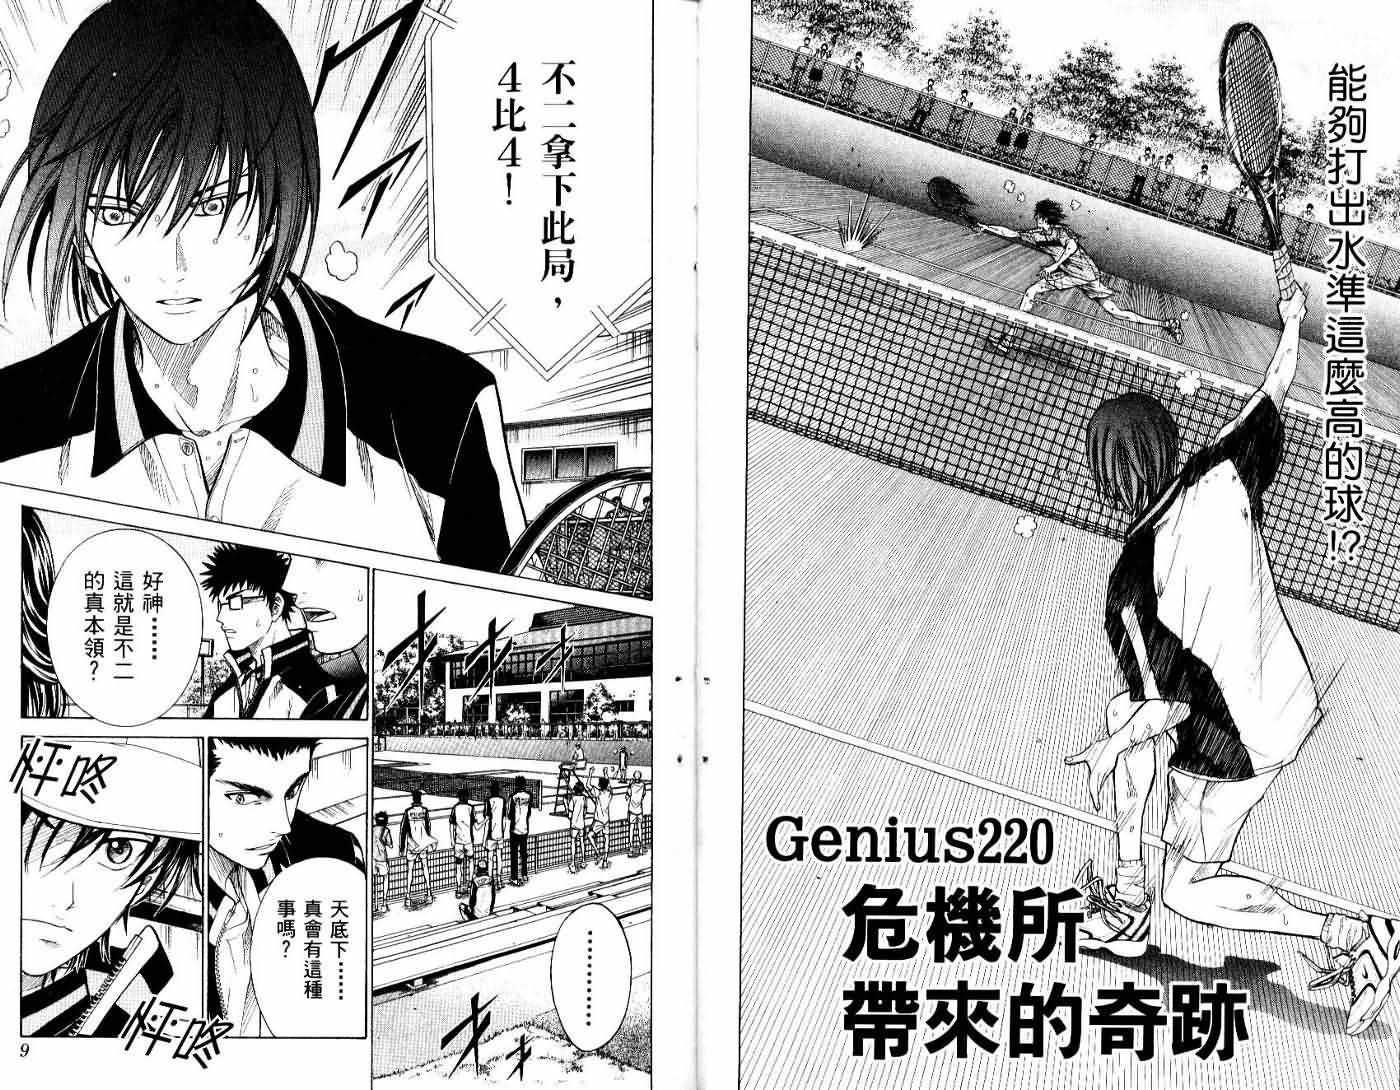 能夠打出水準這麼高的球!?
Genius220
危機所
帶來的奇跡
不二拿下此局，
4比4！
…………
好神……
這就是不二
的真本領？
天底下……
真會有這種
事嗎？
怦咚
怦咚
9